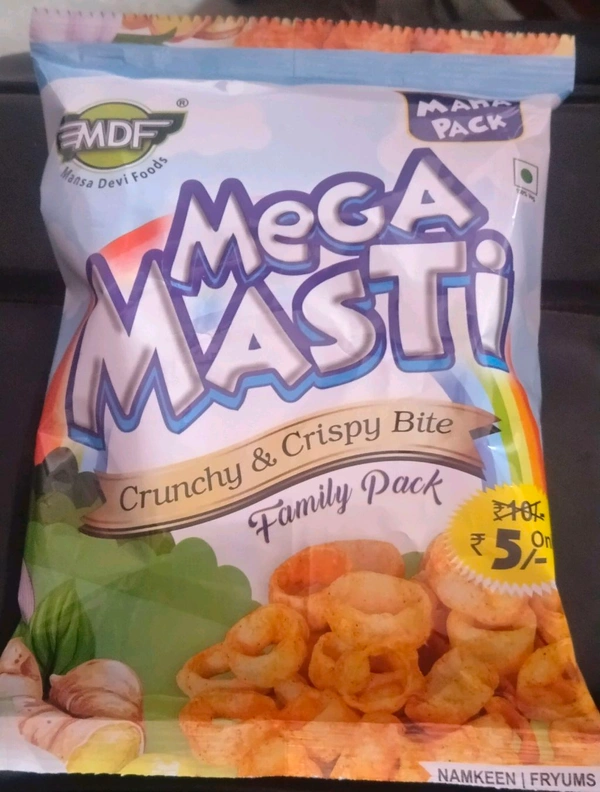 MDF
®
Mansa Devi Foods
MAHA
PACK
MeGA
MASTi
Crunchy & Crispy Bite
Family Pack
₹10/-
₹5/-
NAMKEEN | FRYUMS